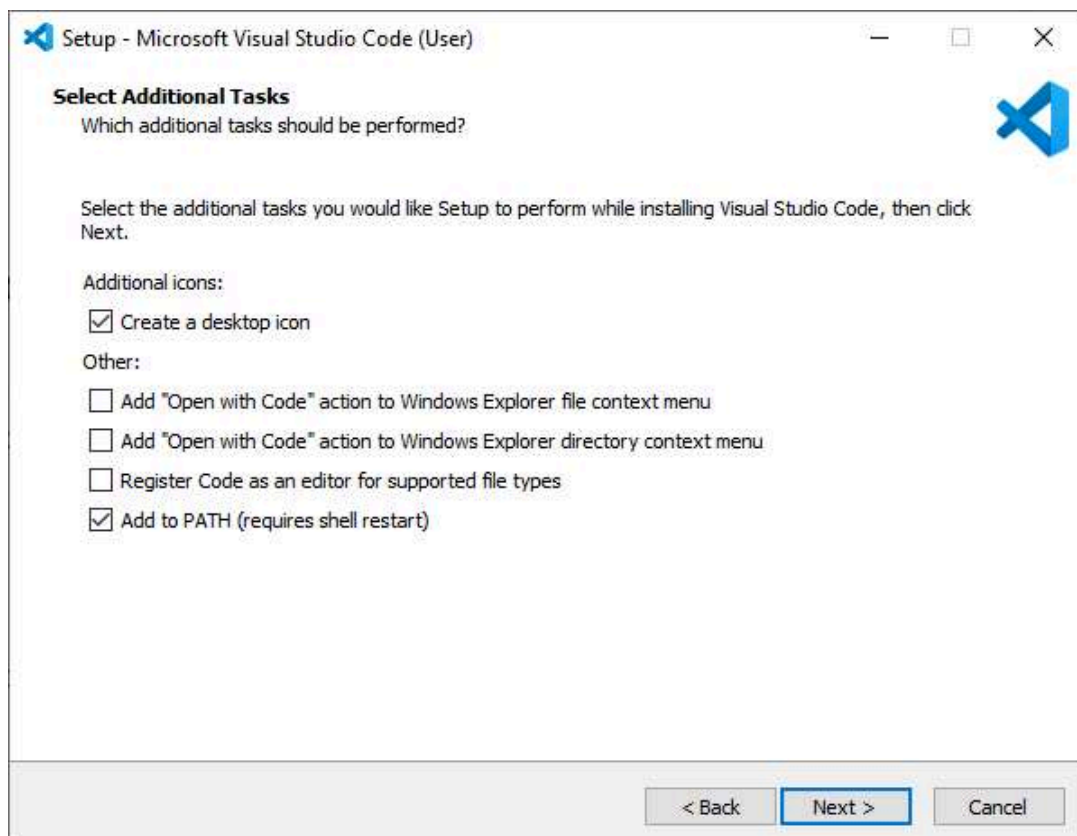 Setup - Microsoft Visual Studio Code (User)
Select Additional Tasks
Which additional tasks should be performed?
Select the additional tasks you would like Setup to perform while installing Visual Studio Code, then click
Next.
Additional icons:
Create a desktop icon
Other:
Add "Open with Code" action to Windows Explorer file context menu
Add "Open with Code" action to Windows Explorer directory context menu
Register Code as an editor for supported file types
Add to PATH (requires shell restart)
< Back Next > Cancel